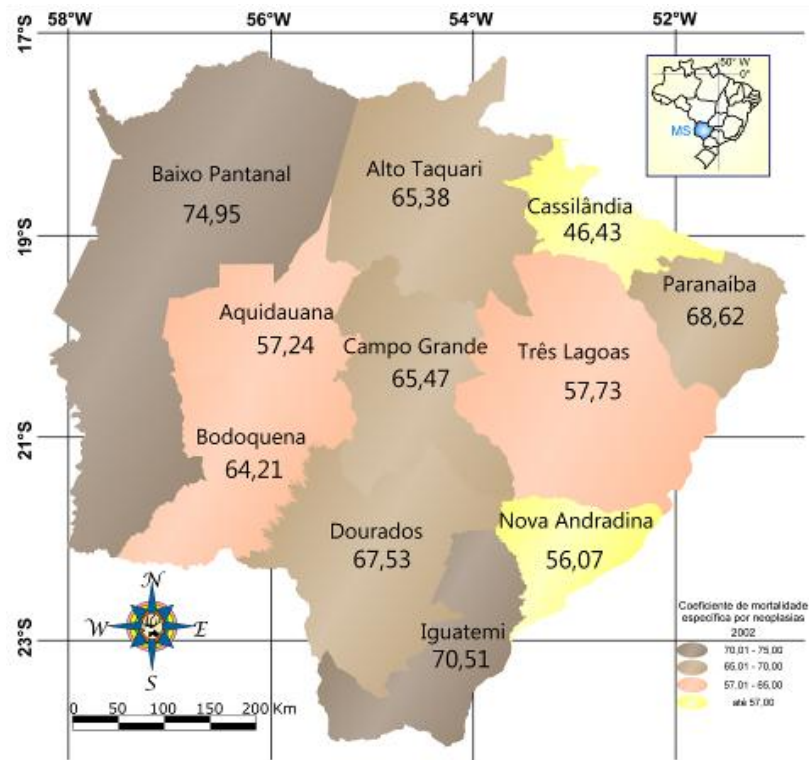 58°W 56°W 54°W 52°W
17°S
50° W
0°
MS
Baixo Pantanal
74,95
Alto Taquari
65,38
Cassilândia
46,43
19°S
Paranaíba
68,62
Aquidauana
57,24
Campo Grande
65,47
Três Lagoas
57,73
21°S
Bodoquena
64,21
Dourados
67,53
Nova Andradina
56,07
Iguatemi
70,51
23°S
N
W E
S
0 50 100 150 200 Km
Coeficiente de mortalidade
específica por neoplasias
2002
70,01 - 75,00
65,01 - 70,00
57,01 - 65,00
até 57,00